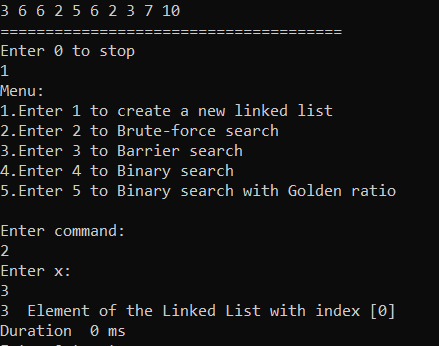 3 6 6 2 5 6 2 3 7 10
======================================
Enter 0 to stop
1
Menu:
1.Enter 1 to create a new linked list
2.Enter 2 to Brute-force search
3.Enter 3 to Barrier search
4.Enter 4 to Binary search
5.Enter 5 to Binary search with Golden ratio
Enter command:
2
Enter x:
3
3  Element of the Linked List with index [0]
Duration  0 ms